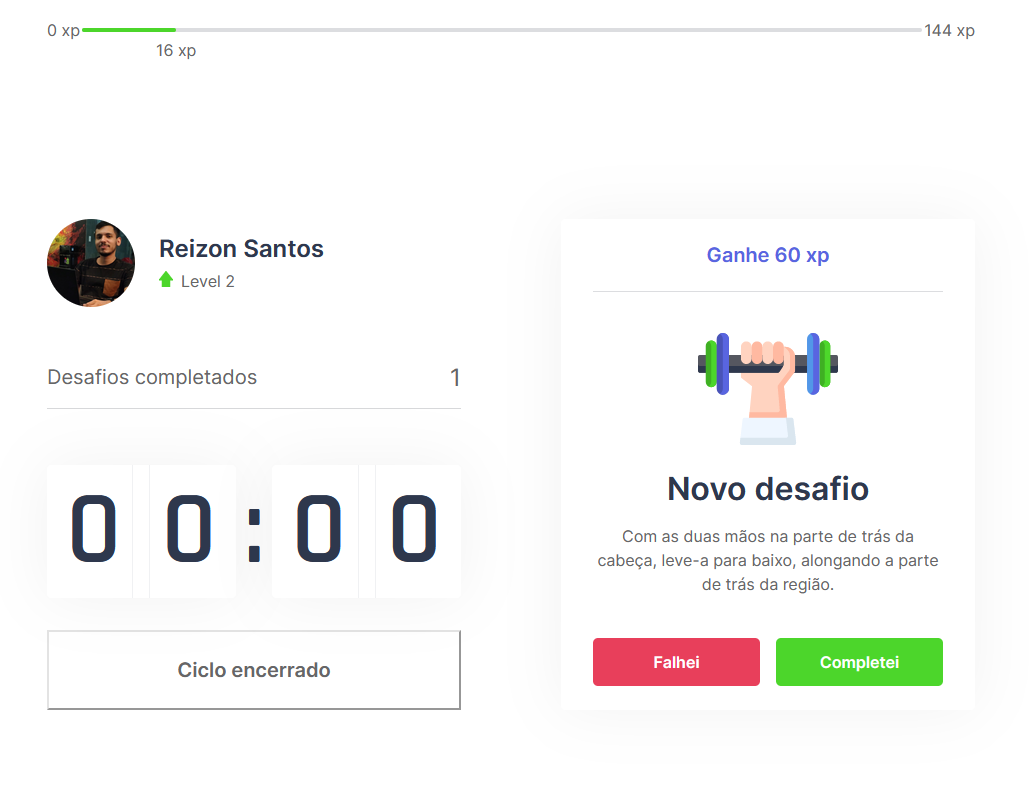 0 xp
144 xp
16 xp
Reizon Santos
Level 2
Desafios completados
1
00:00
Ciclo encerrado
Ganhe 60 xp
Novo desafio
Com as duas mãos na parte de trás da
cabeça, leve-a para baixo, alongando a parte
de trás da região.
Falhei
Completei